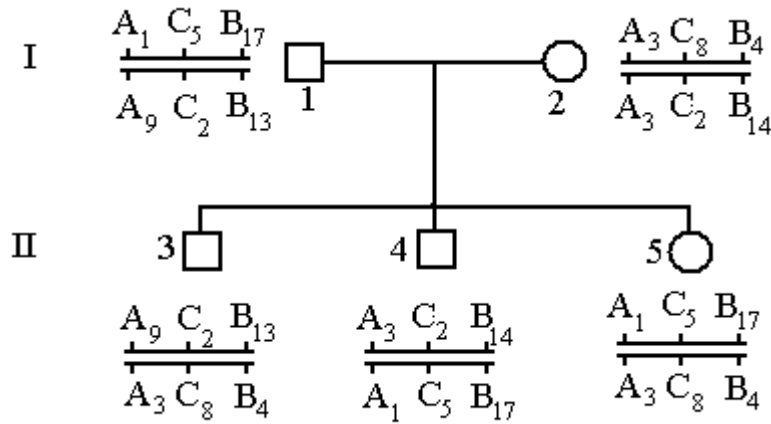 A₁ C₅ B₁₇
A₃ C₈ B₄
I
1
2
A₉ C₂ B₁₃
A₃ C₂ B₁₄
II
3
4
5
A₉ C₂ B₁₃
A₃ C₂ B₁₄
A₁ C₅ B₁₇
A₃ C₈ B₄
A₁ C₅ B₁₇
A₃ C₈ B₄